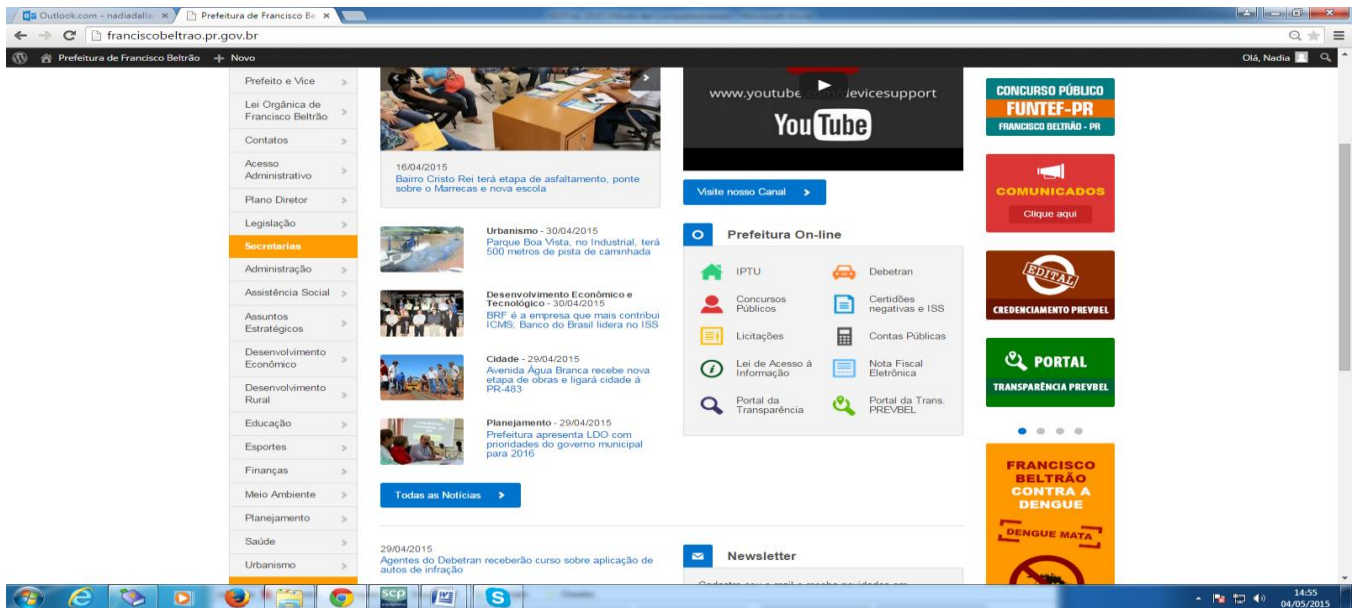 Outlook.com - nadiadalla
Prefeitura de Francisco Be
franciscobeltrao.pr.gov.br
Prefeitura de Francisco Beltrão + Novo
Olá, Nadia
Prefeito e Vice
Lei Orgânica de
Francisco Beltrão
Contatos
Acesso
Administrativo
Plano Diretor
Legislação
Secretarias
Administração
Assistência Social
Assuntos
Estratégicos
Desenvolvimento
Econômico
Desenvolvimento
Rural
Educação
Esportes
Finanças
Meio Ambiente
Planejamento
Saúde
Urbanismo
16/04/2015
Bairro Cristo Rei terá etapa de asfaltamento, ponte
sobre o Marrecas e nova escola
Urbanismo - 30/04/2015
Parque Boa Vista, no Industrial, terá
500 metros de pista de caminhada
Desenvolvimento Econômico e
Tecnológico - 30/04/2015
BRF é a empresa que mais contribui
ICMS; Banco do Brasil lidera no ISS
Cidade - 29/04/2015
Avenida Água Branca recebe nova
etapa de obras e ligará cidade à
PR-483
Planejamento - 29/04/2015
Prefeitura apresenta LDO com
prioridades do governo municipal
para 2016
Todas as Notícias
29/04/2015
Agentes do Debetran receberão curso sobre aplicação de
autos de infração
www.youtube.com/devicesupport
YouTube
Visite nosso Canal
Prefeitura On-line
IPTU
Debetran
Concursos
Públicos
Certidões
negativas e ISS
Licitações
Contas Públicas
Lei de Acesso à
Informação
Nota Fiscal
Eletrônica
Portal da
Transparência
Portal da Trans.
PREVBEL
Newsletter
CONCURSO PÚBLICO
FUNTEF-PR
FRANCISCO BELTRÃO - PR
COMUNICADOS
Clique aqui
EDITAL
CREDENCIAMENTO PREVBEL
PORTAL
TRANSPARÊNCIA PREVBEL
FRANCISCO
BELTRÃO
CONTRA A
DENGUE
DENGUE MATA
scp
14:55
04/05/2015